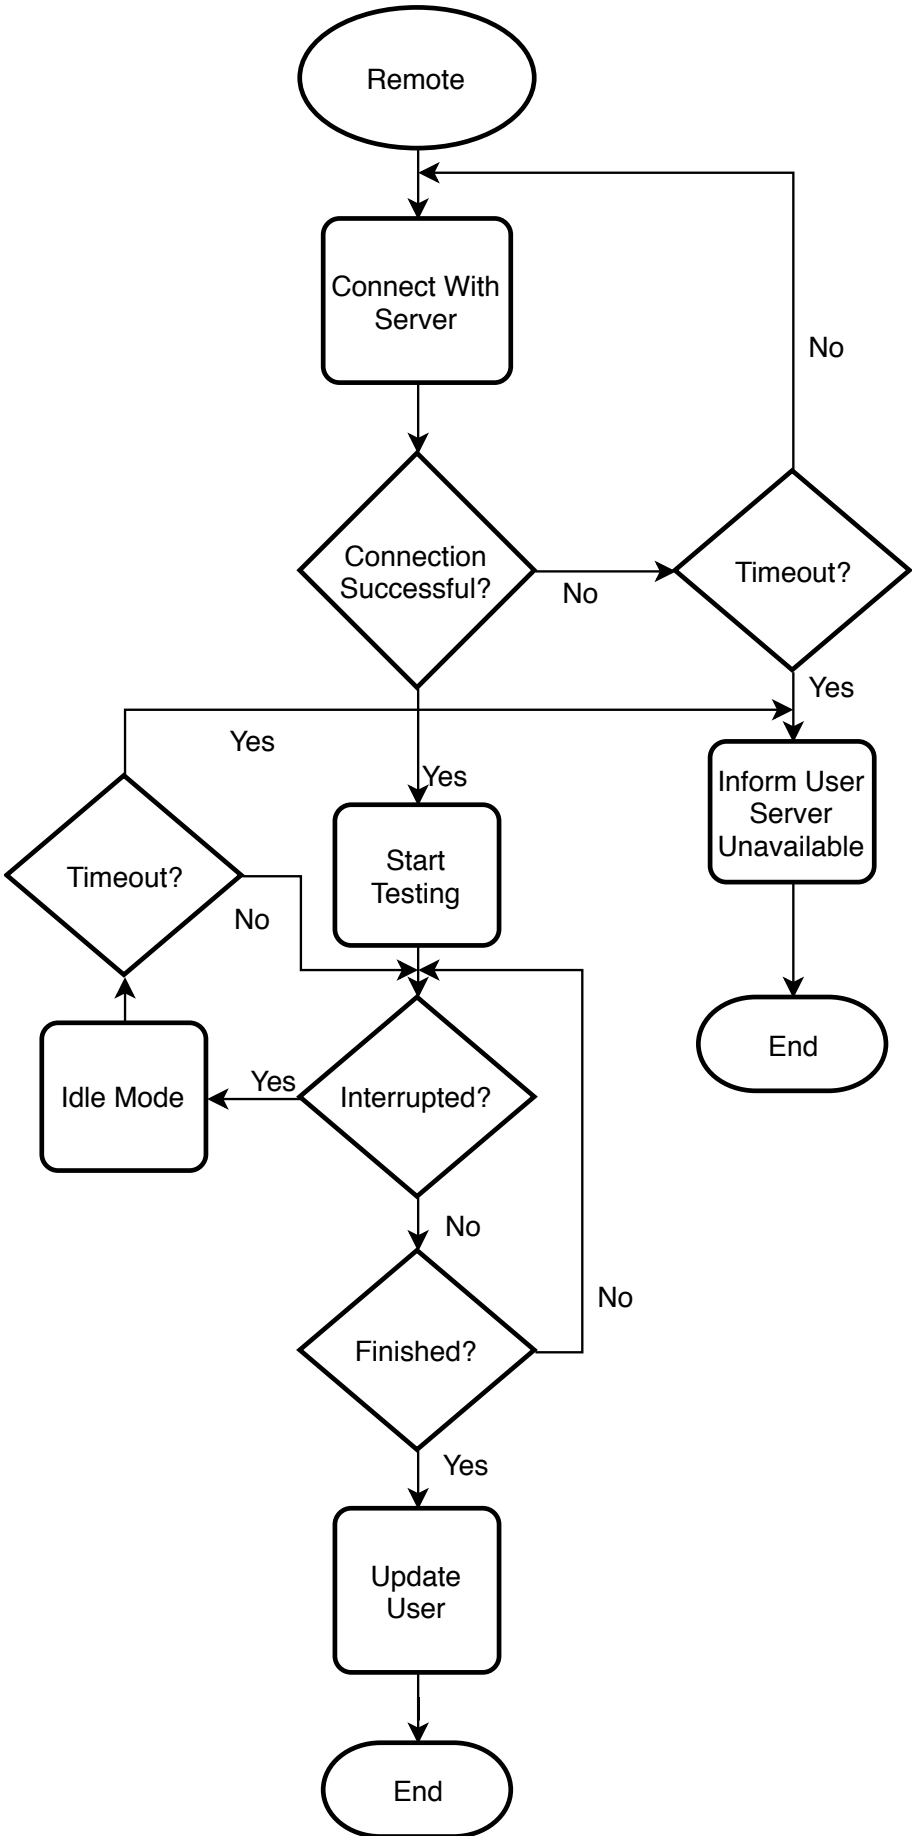 Remote
Connect With
Server
No
Connection
Successful?
No
Timeout?
Yes
Yes
Yes
Inform User
Server
Unavailable
Timeout?
No
Start
Testing
End
Idle Mode
Yes
Interrupted?
No
No
Finished?
Yes
Update
User
End